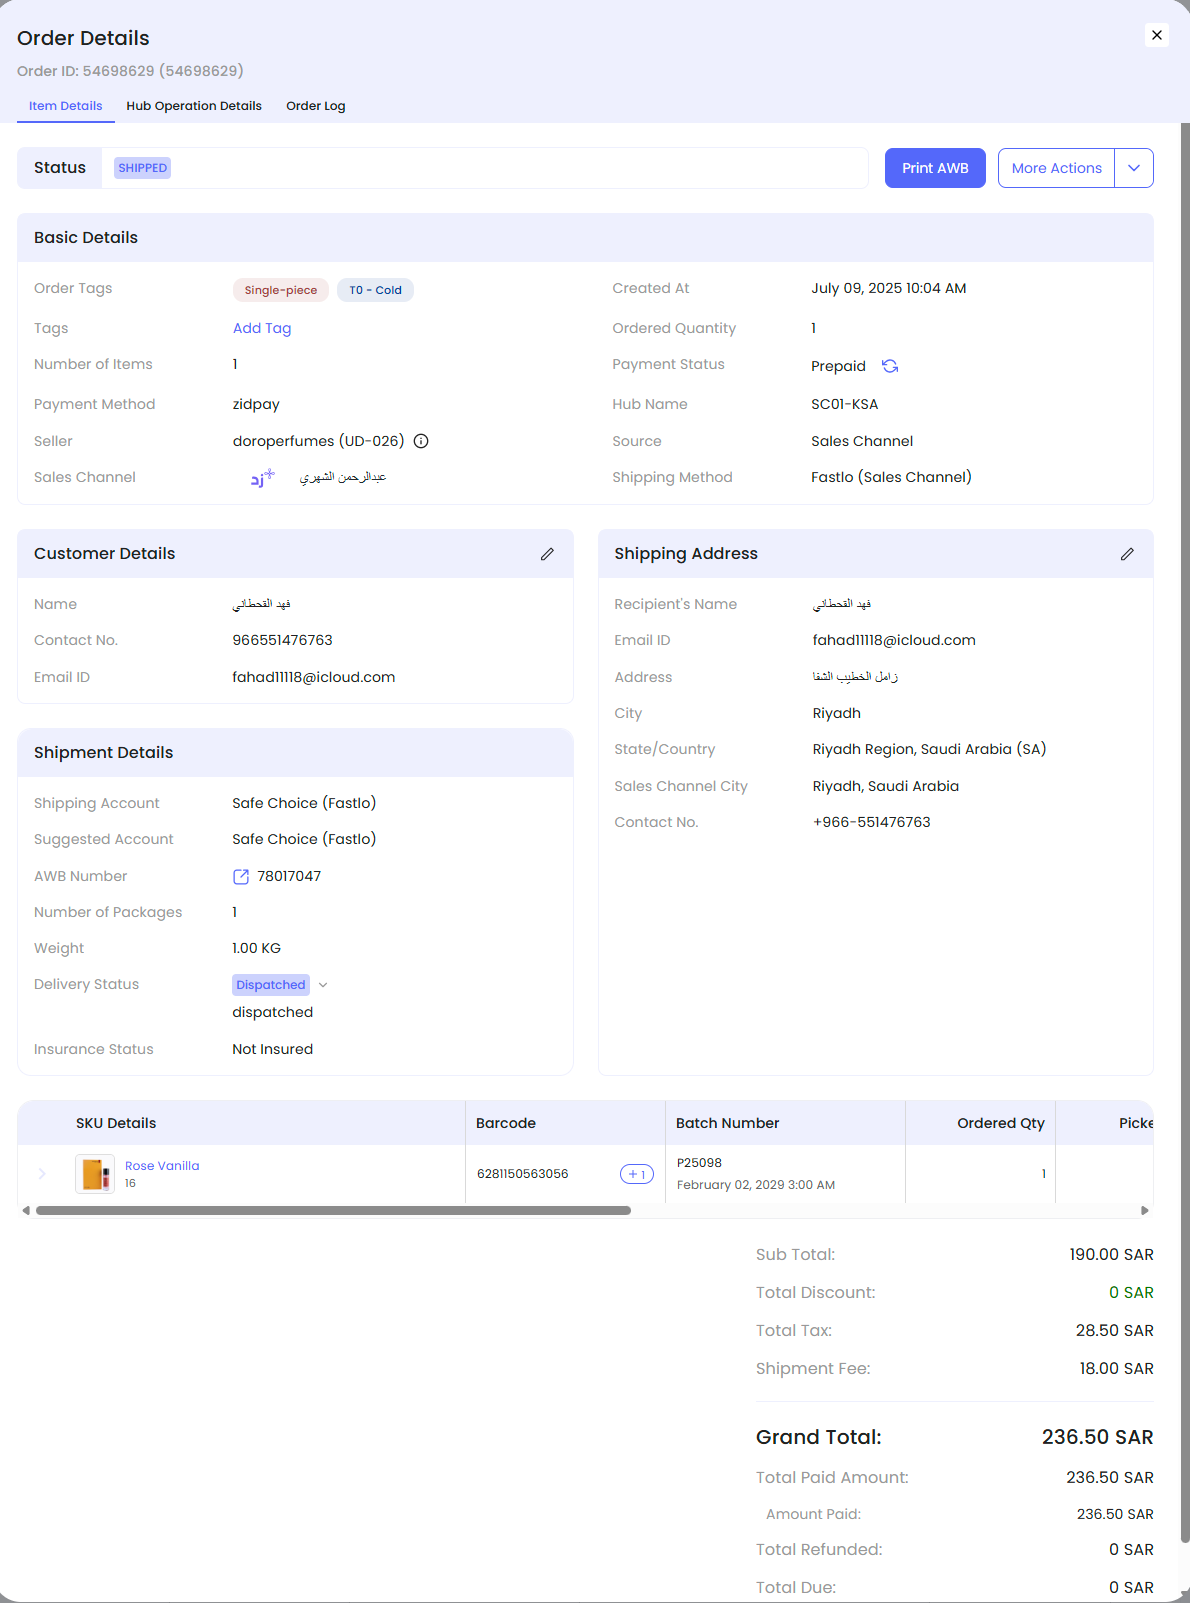 Order Details
Order ID: 54698629 (54698629)
Item Details Hub Operation Details Order Log
Status SHIPPED Print AWB More Actions
Basic Details
Order Tags Single-piece T0 - Cold Created At July 09, 2025 10:04 AM
Tags Add Tag Ordered Quantity 1
Number of Items 1 Payment Status Prepaid
Payment Method zidpay Hub Name SC01-KSA
Seller doroperfumes (UD-026) Source Sales Channel
Sales Channel زد عبدالرحمن الشهري Shipping Method Fastlo (Sales Channel)
Customer Details
Name فهد القحطاني
Contact No. 966551476763
Email ID fahad11118@icloud.com
Shipping Address
Recipient's Name فهد القحطاني
Email ID fahad11118@icloud.com
Address زامل الخطيب الشفا
City Riyadh
State/Country Riyadh Region, Saudi Arabia (SA)
Sales Channel City Riyadh, Saudi Arabia
Contact No. +966-551476763
Shipment Details
Shipping Account Safe Choice (Fastlo)
Suggested Account Safe Choice (Fastlo)
AWB Number 78017047
Number of Packages 1
Weight 1.00 KG
Delivery Status Dispatched
dispatched
Insurance Status Not Insured
SKU Details Barcode Batch Number Ordered Qty Picke
Rose Vanilla 6281150563056 + 1 P25098 1
16 February 02, 2029 3:00 AM
Sub Total: 190.00 SAR
Total Discount: 0 SAR
Total Tax: 28.50 SAR
Shipment Fee: 18.00 SAR
Grand Total: 236.50 SAR
Total Paid Amount: 236.50 SAR
Amount Paid: 236.50 SAR
Total Refunded: 0 SAR
Total Due: 0 SAR